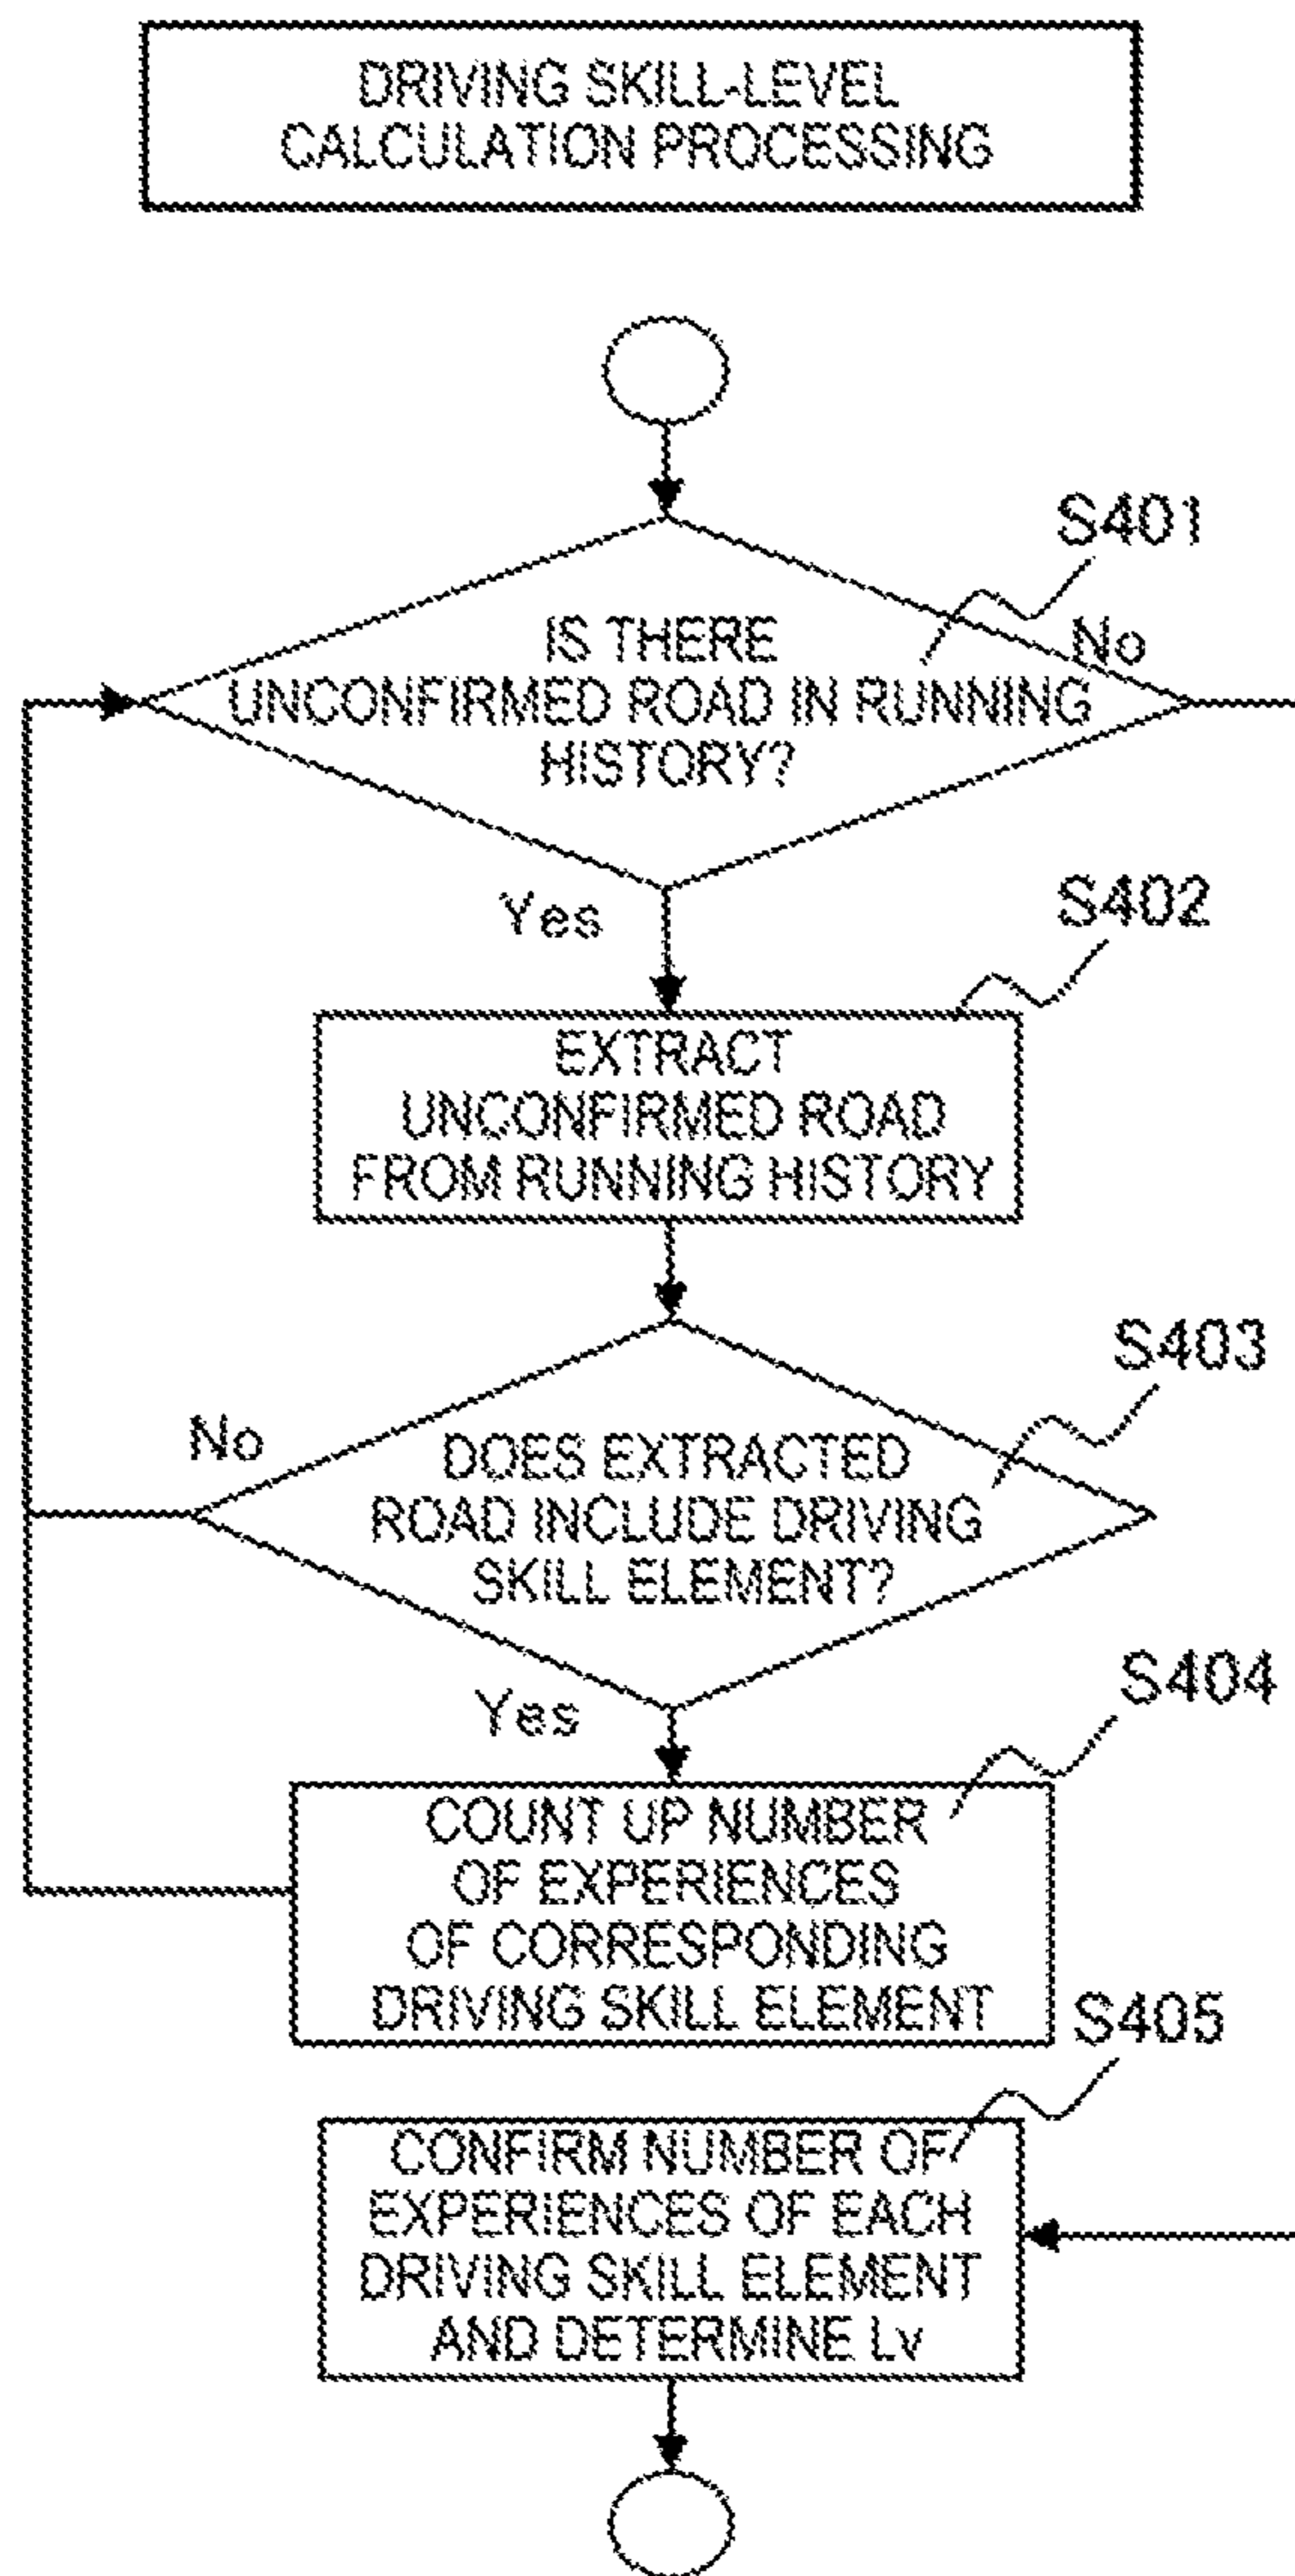 DRIVING SKILL-LEVEL
CALCULATION PROCESSING
S401
IS THERE
No
UNCONFIRMED ROAD IN RUNNING
HISTORY?
Yes
S402
EXTRACT
UNCONFIRMED ROAD
FROM RUNNING HISTORY
S403
No
DOES EXTRACTED
ROAD INCLUDE DRIVING
SKILL ELEMENT?
Yes
S404
COUNT UP NUMBER
OF EXPERIENCES
OF CORRESPONDING
DRIVING SKILL ELEMENT
S405
CONFIRM NUMBER OF
EXPERIENCES OF EACH
DRIVING SKILL ELEMENT
AND DETERMINE Lv